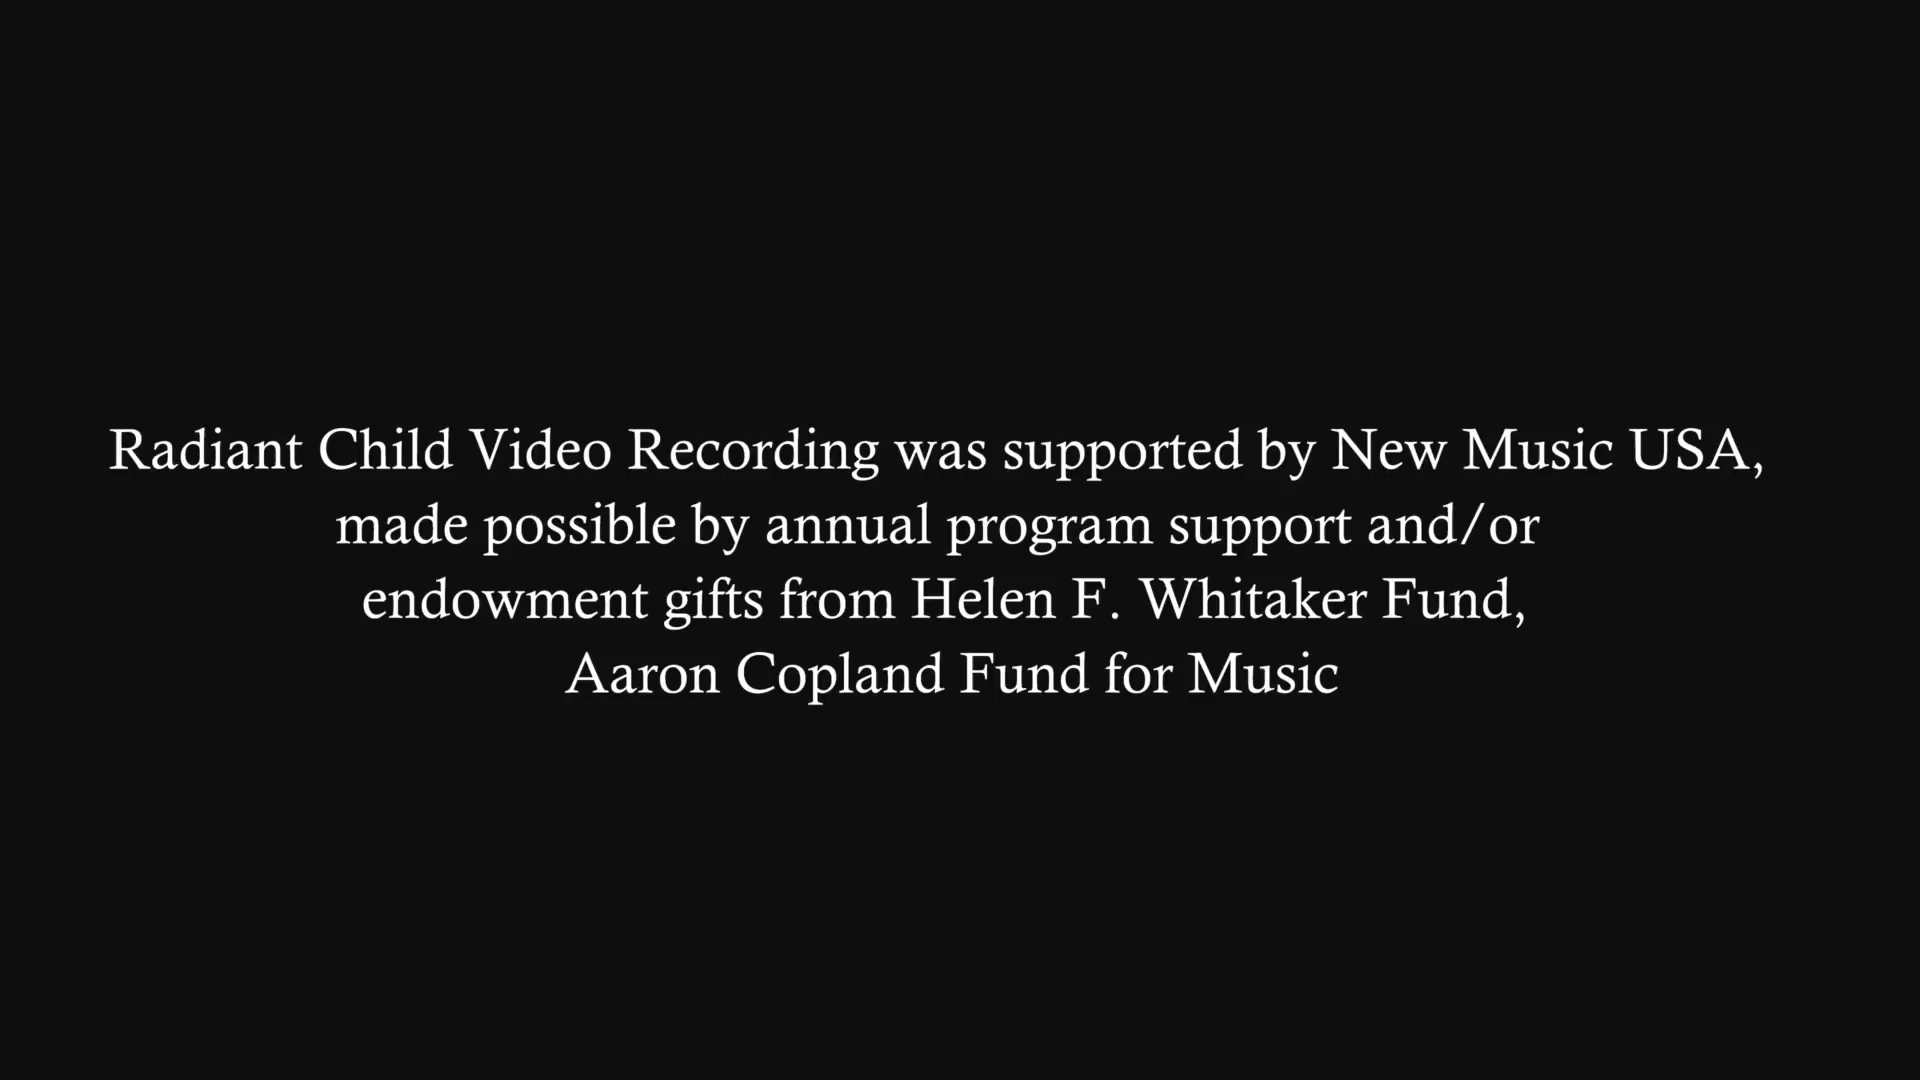 Radiant Child Video Recording was supported by New Music USA,
made possible by annual program support and/or
endowment gifts from Helen F. Whitaker Fund,
Aaron Copland Fund for Music